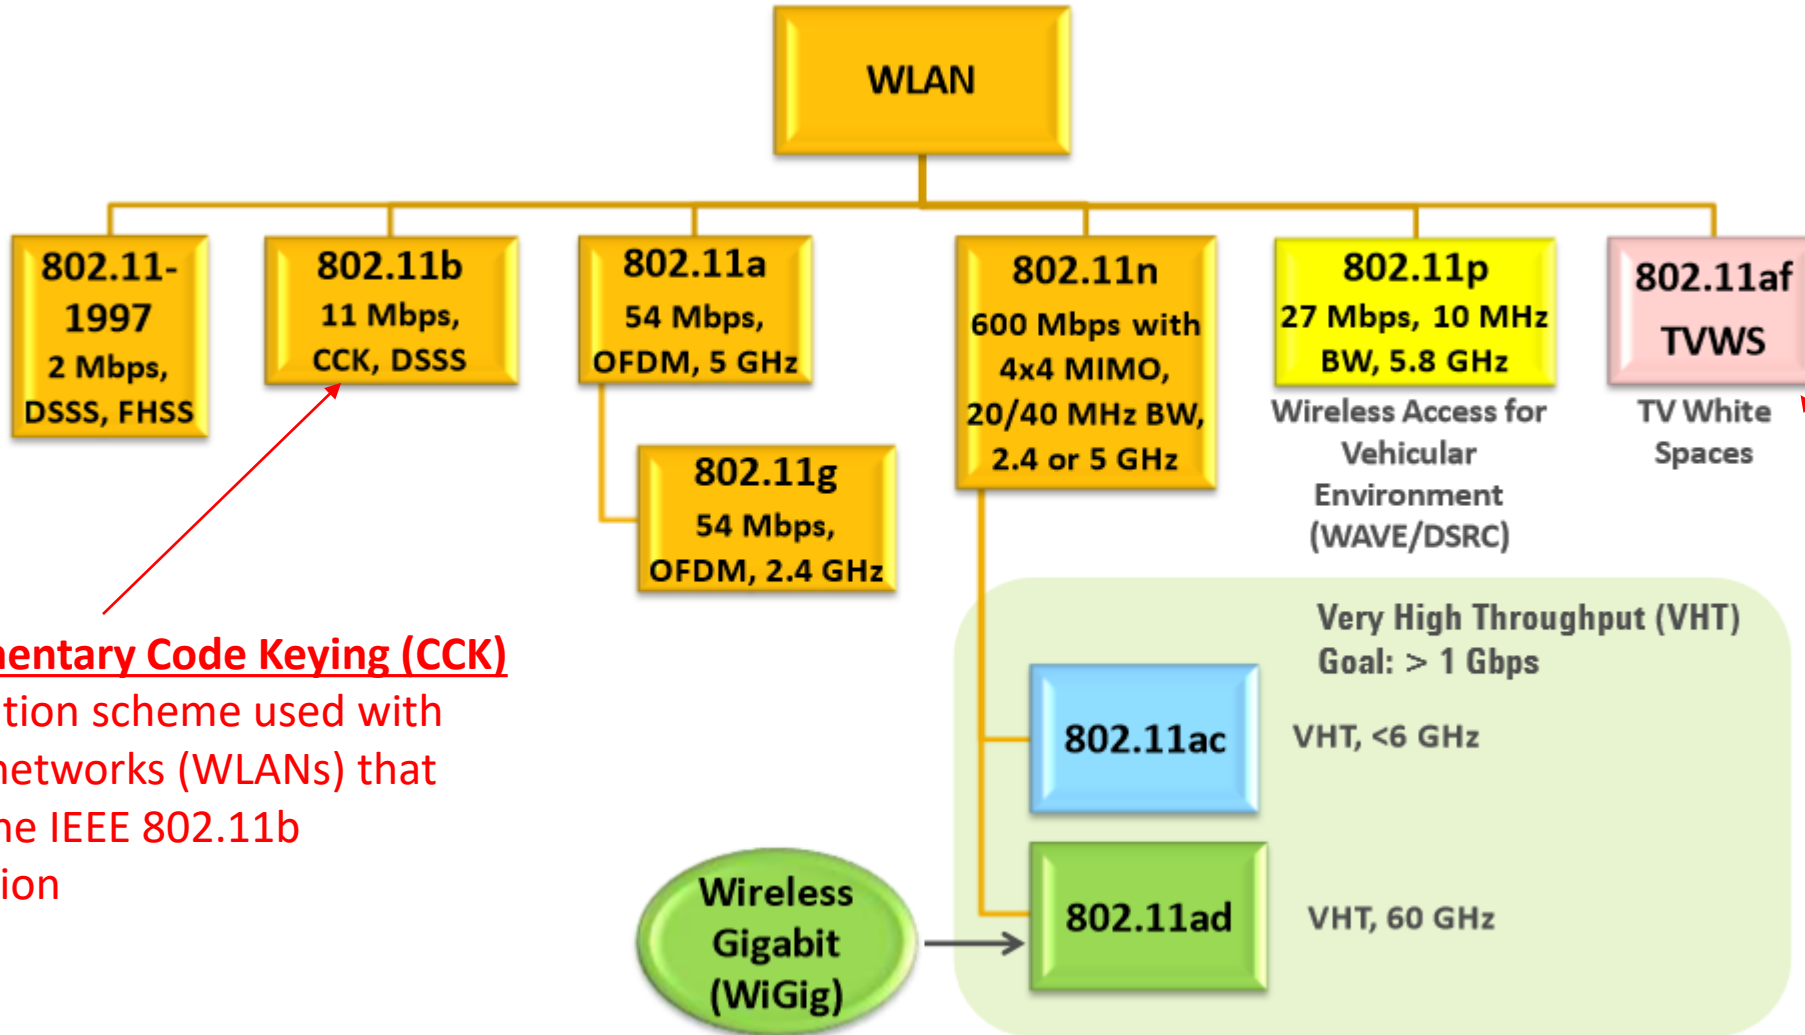 WLAN
802.11-
1997
2 Mbps,
DSSS, FHSS
802.11b
11 Mbps,
CCK, DSSS
802.11a
54 Mbps,
OFDM, 5 GHz
802.11g
54 Mbps,
OFDM, 2.4 GHz
802.11n
600 Mbps with
4x4 MIMO,
20/40 MHz BW,
2.4 or 5 GHz
802.11p
27 Mbps, 10 MHz
BW, 5.8 GHz
Wireless Access for
Vehicular
Environment
(WAVE/DSRC)
802.11af
TVWS
TV White
Spaces
mentary Code Keying (CCK)
tion scheme used with
networks (WLANs) that
he IEEE 802.11b
ion
Very High Throughput (VHT)
Goal: > 1 Gbps
802.11ac
VHT, <6 GHz
802.11ad
VHT, 60 GHz
Wireless
Gigabit
(WiGig)